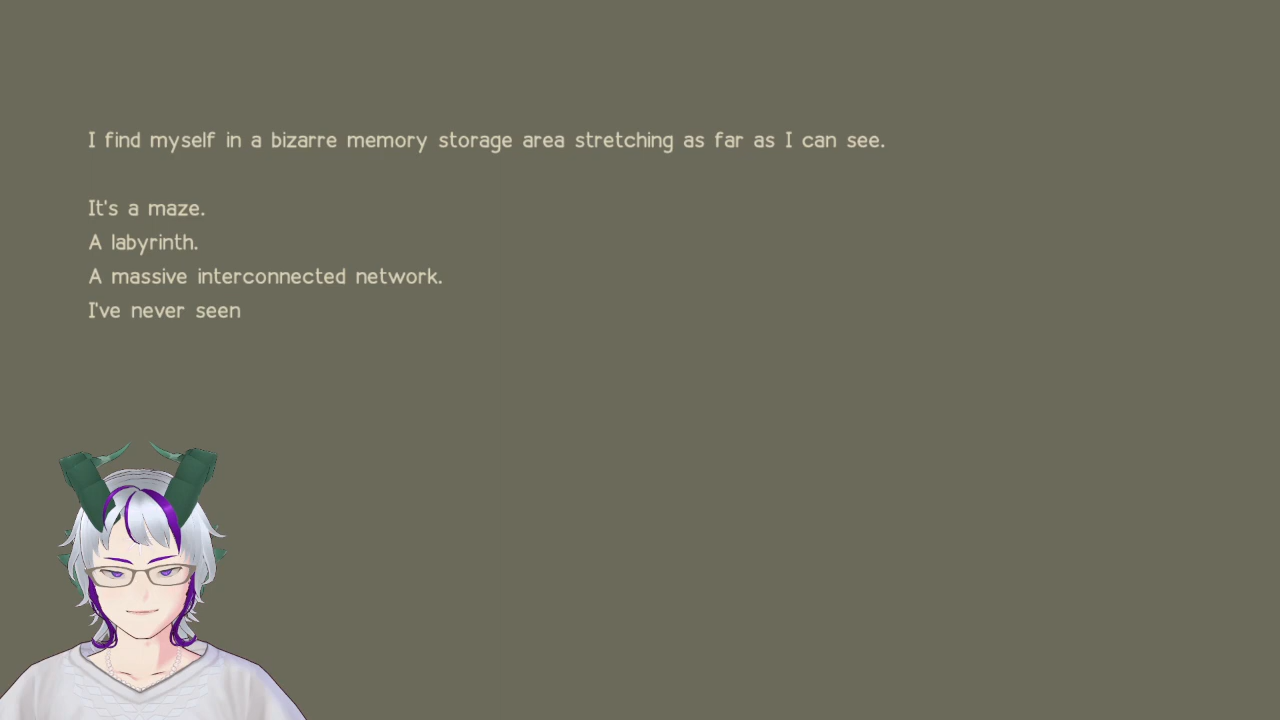 I find myself in a bizarre memory storage area stretching as far as I can see.
It's a maze.
A labyrinth.
A massive interconnected network.
I've never seen